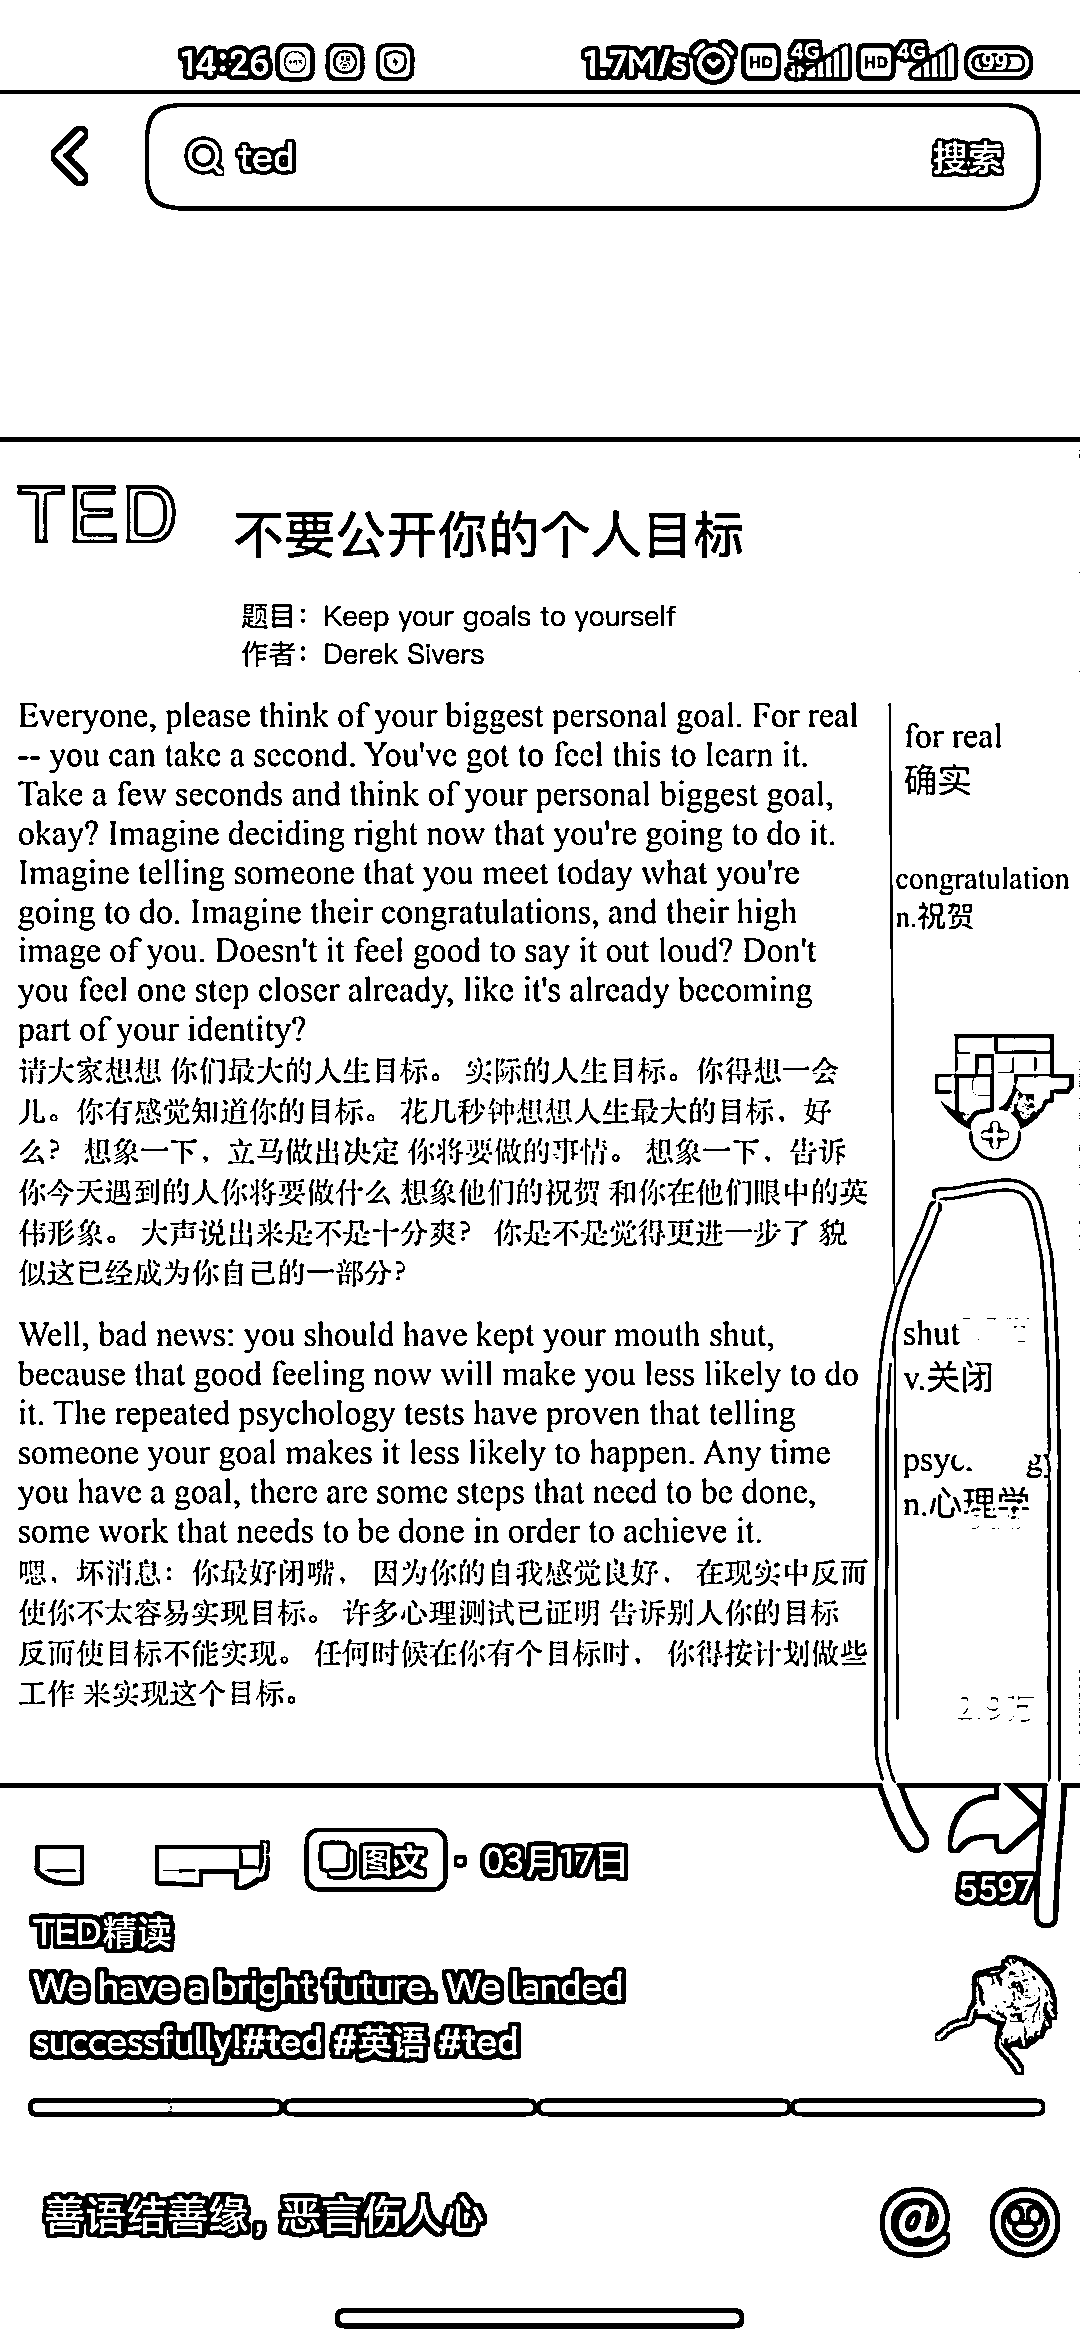 14:26 1.7M/s HD 4G HD 4G 99
ted 搜索
TED
不要公开你的个人目标
题目：Keep your goals to yourself
作者：Derek Sivers
Everyone, please think of your biggest personal goal. For real
-- you can take a second. You've got to feel this to learn it.
Take a few seconds and think of your personal biggest goal,
okay? Imagine deciding right now that you're going to do it.
Imagine telling someone that you meet today what you're
going to do. Imagine their congratulations, and their high
image of you. Doesn't it feel good to say it out loud? Don't
you feel one step closer already, like it's already becoming
part of your identity?
请大家想想 你们最大的人生目标。 实际的人生目标。你得想一会
儿。你有感觉知道你的目标。 花几秒钟想想人生最大的目标，好
么？ 想象一下，立马做出决定 你将要做的事情。 想象一下，告诉
你今天遇到的人你将要做什么 想象他们的祝贺 和你在他们眼中的英
伟形象。 大声说出来是不是十分爽？ 你是不是觉得更进一步了 貌
似这已经成为你自己的一部分？
for real
确实
congratulation
n.祝贺
Well, bad news: you should have kept your mouth shut,
because that good feeling now will make you less likely to do
it. The repeated psychology tests have proven that telling
someone your goal makes it less likely to happen. Any time
you have a goal, there are some steps that need to be done,
some work that needs to be done in order to achieve it.
嗯，坏消息：你最好闭嘴， 因为你的自我感觉良好， 在现实中反而
使你不太容易实现目标。 许多心理测试已证明 告诉别人你的目标
反而使目标不能实现。 任何时候在你有个目标时， 你得按计划做些
工作 来实现这个目标。
shut
v.关闭
n.心理学
2.9万
图文 · 03月17日
5597
TED精读
We have a bright future. We landed
successfully!#ted #英语 #ted
善语结善缘，恶言伤人心
@